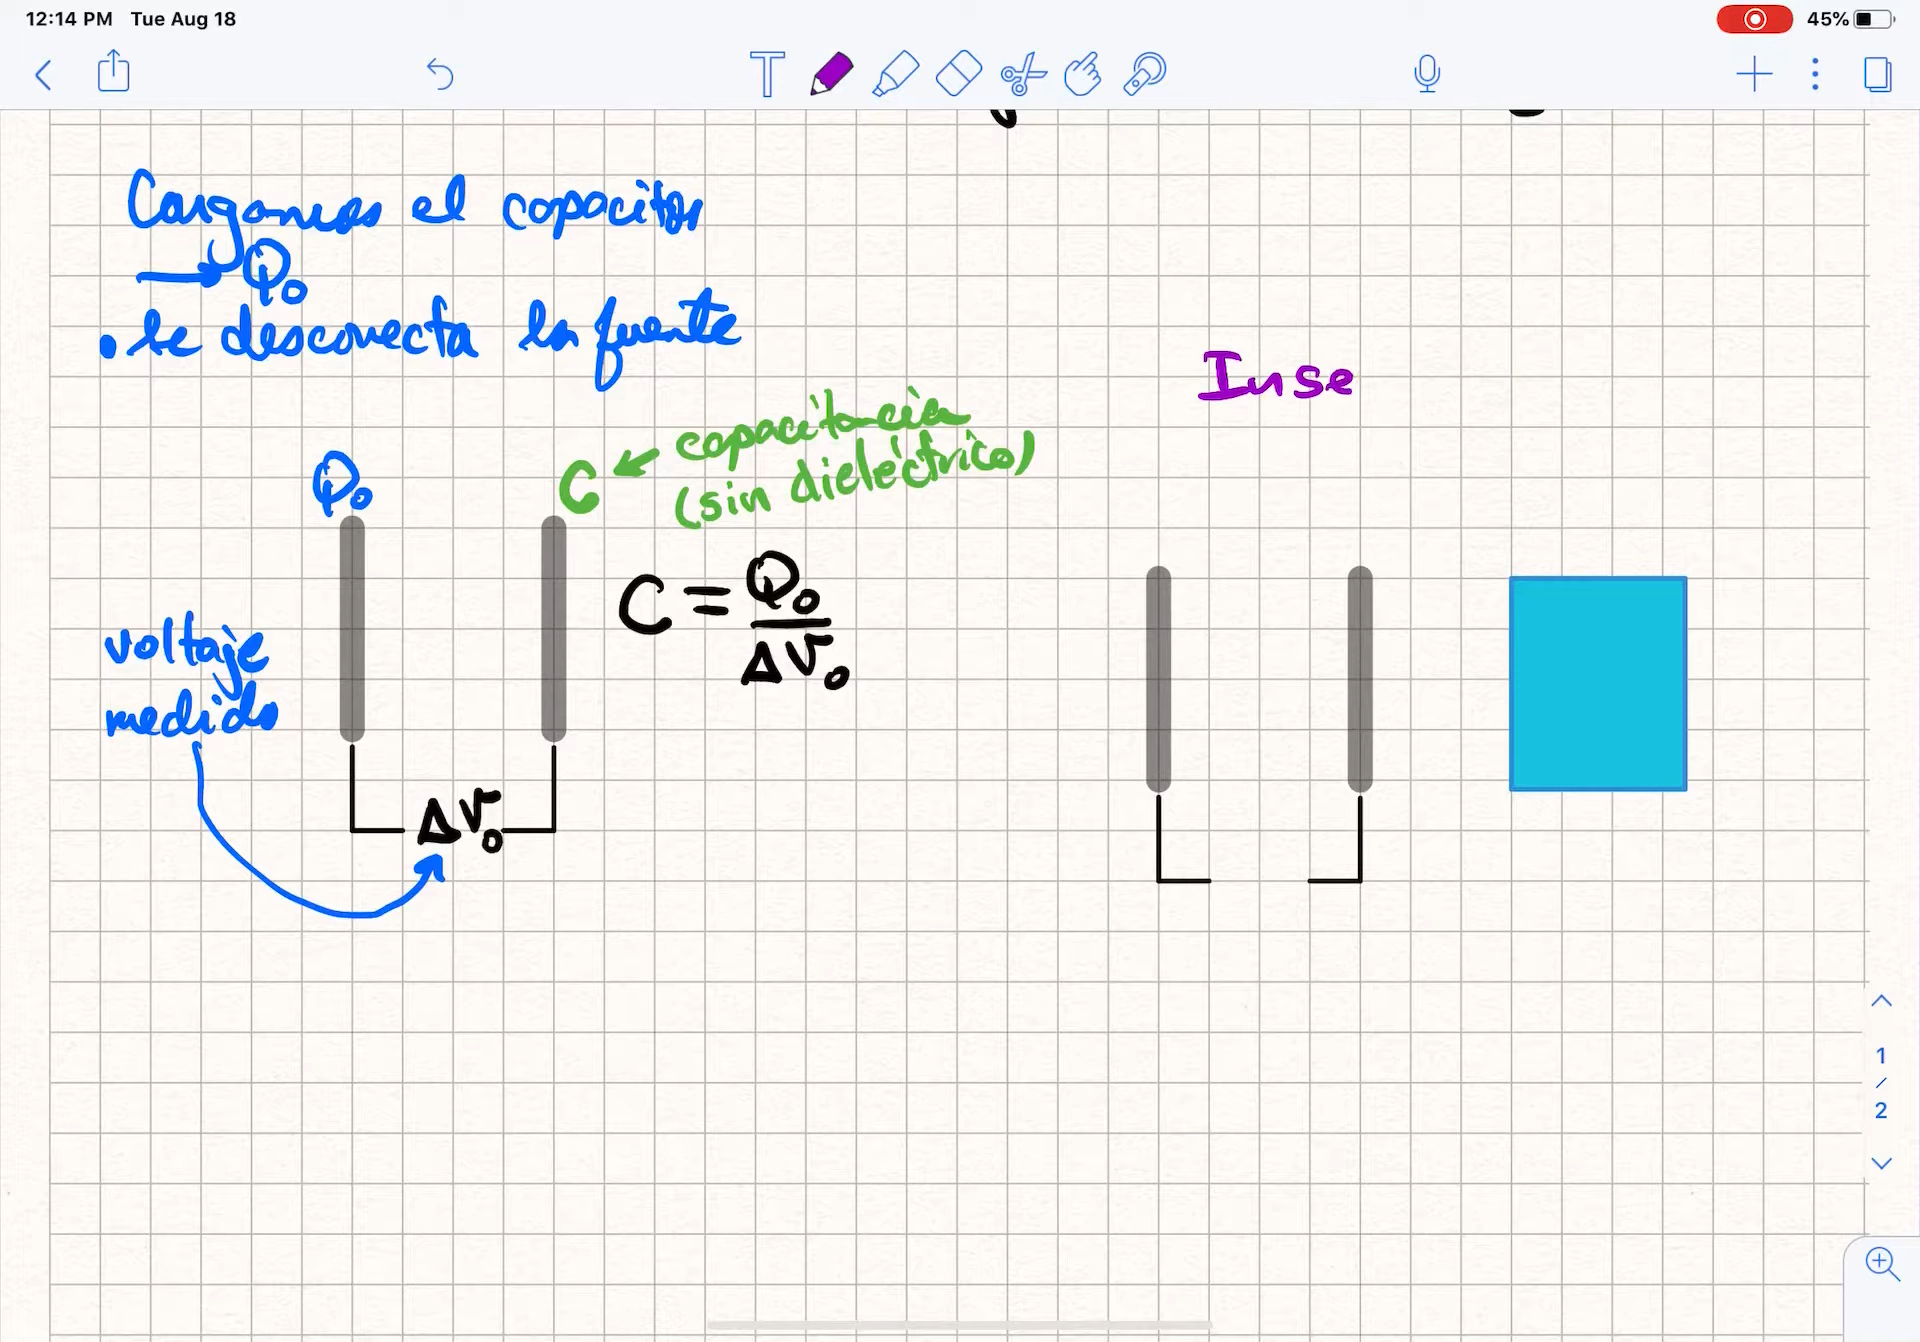 12:14 PM Tue Aug 18
45%
Cargamos el capacitor
→ Q₀
• Se desconecta la fuente
Inse
Q₀
C ← capacitancia
(sin dieléctrico)
C = Q₀ / ΔV₀
voltaje
medido
ΔV₀
1
/
2